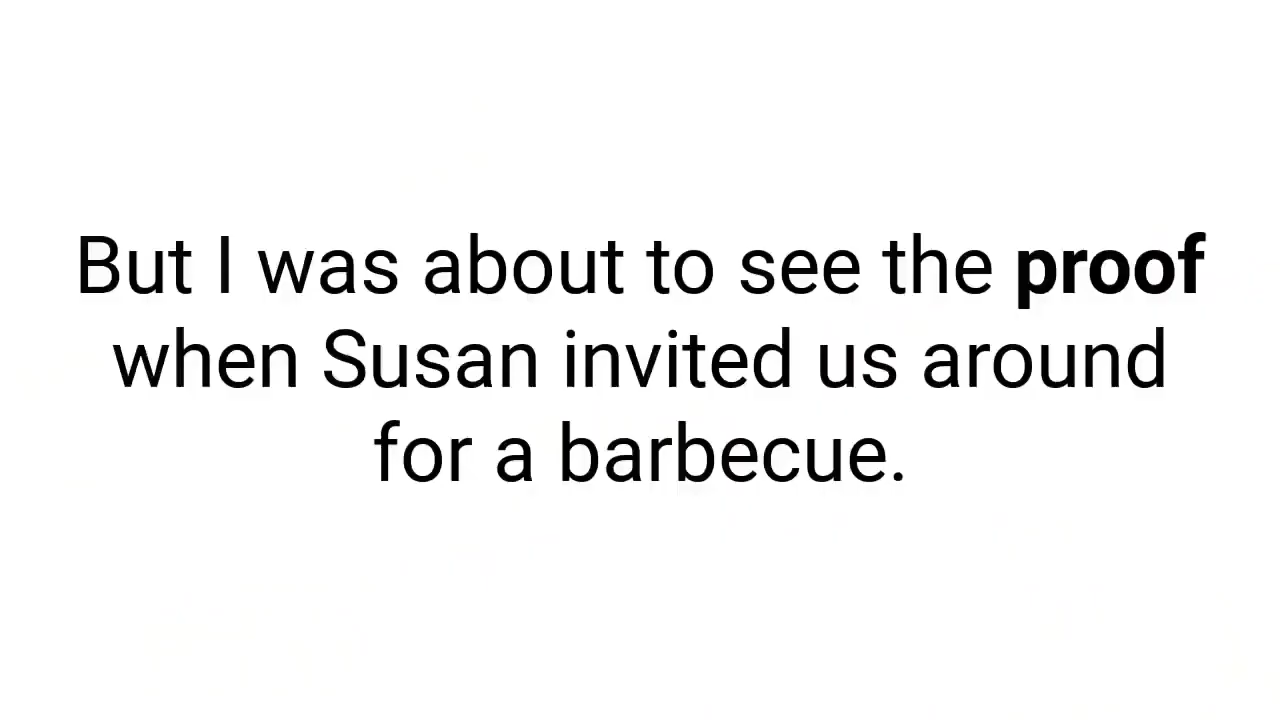 But I was about to see the proof
when Susan invited us around
for a barbecue.